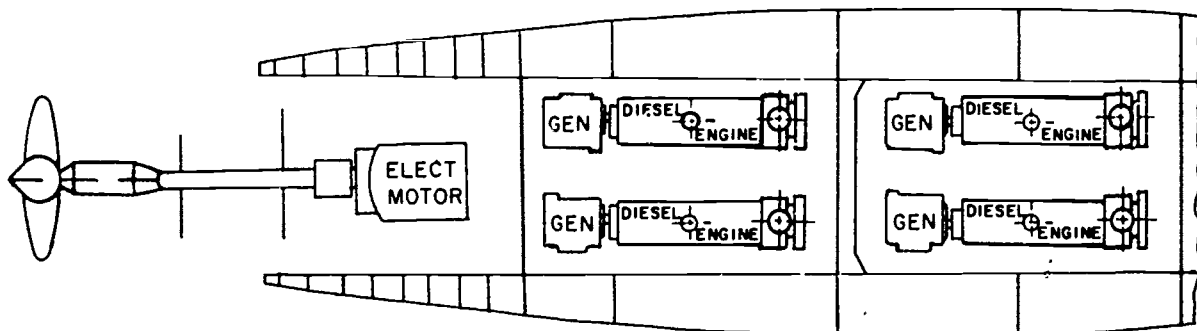 GEN
DIESEL
ENGINE
GEN
DIESEL
ENGINE
ELECT
MOTOR
GEN
DIESEL
ENGINE
GEN
DIESEL
ENGINE